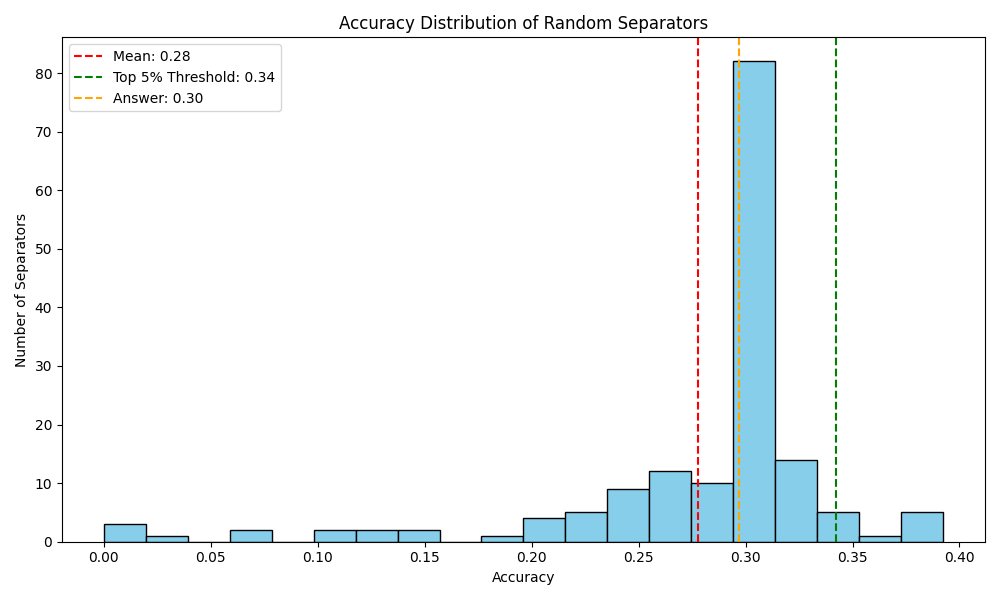 Accuracy Distribution of Random Separators
Mean: 0.28
Top 5% Threshold: 0.34
Answer: 0.30
Number of Separators
80
70
60
50
40
30
20
10
0
0.00 0.05 0.10 0.15 0.20 0.25 0.30 0.35 0.40
Accuracy